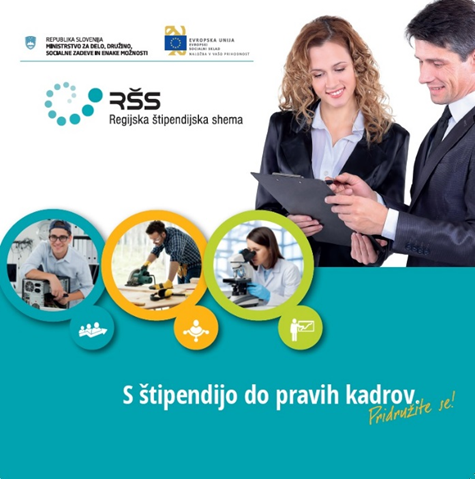 REPUBLIKA SLOVENIJA
MINISTRSTVO ZA DELO, DRUŽINO,
SOCIALNE ZADEVE IN ENAKE MOŽNOSTI
EVROPSKA UNIJA
EVROPSKI
SOCIALNI SKLAD
NALOŽBA V VAŠO PRIHODNOST
RŠS
Regijska štipendijska shema
S štipendijo do pravih kadrov.
Pridružite se!